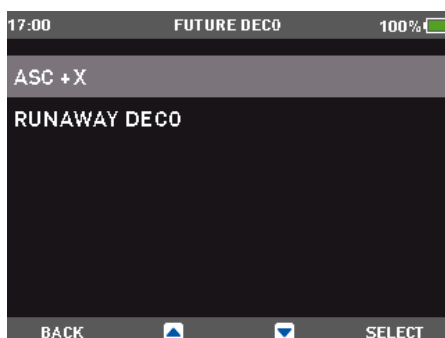 17:00 FUTURE DECO 100%
ASC +X
RUNAWAY DECO
BACK SELECT